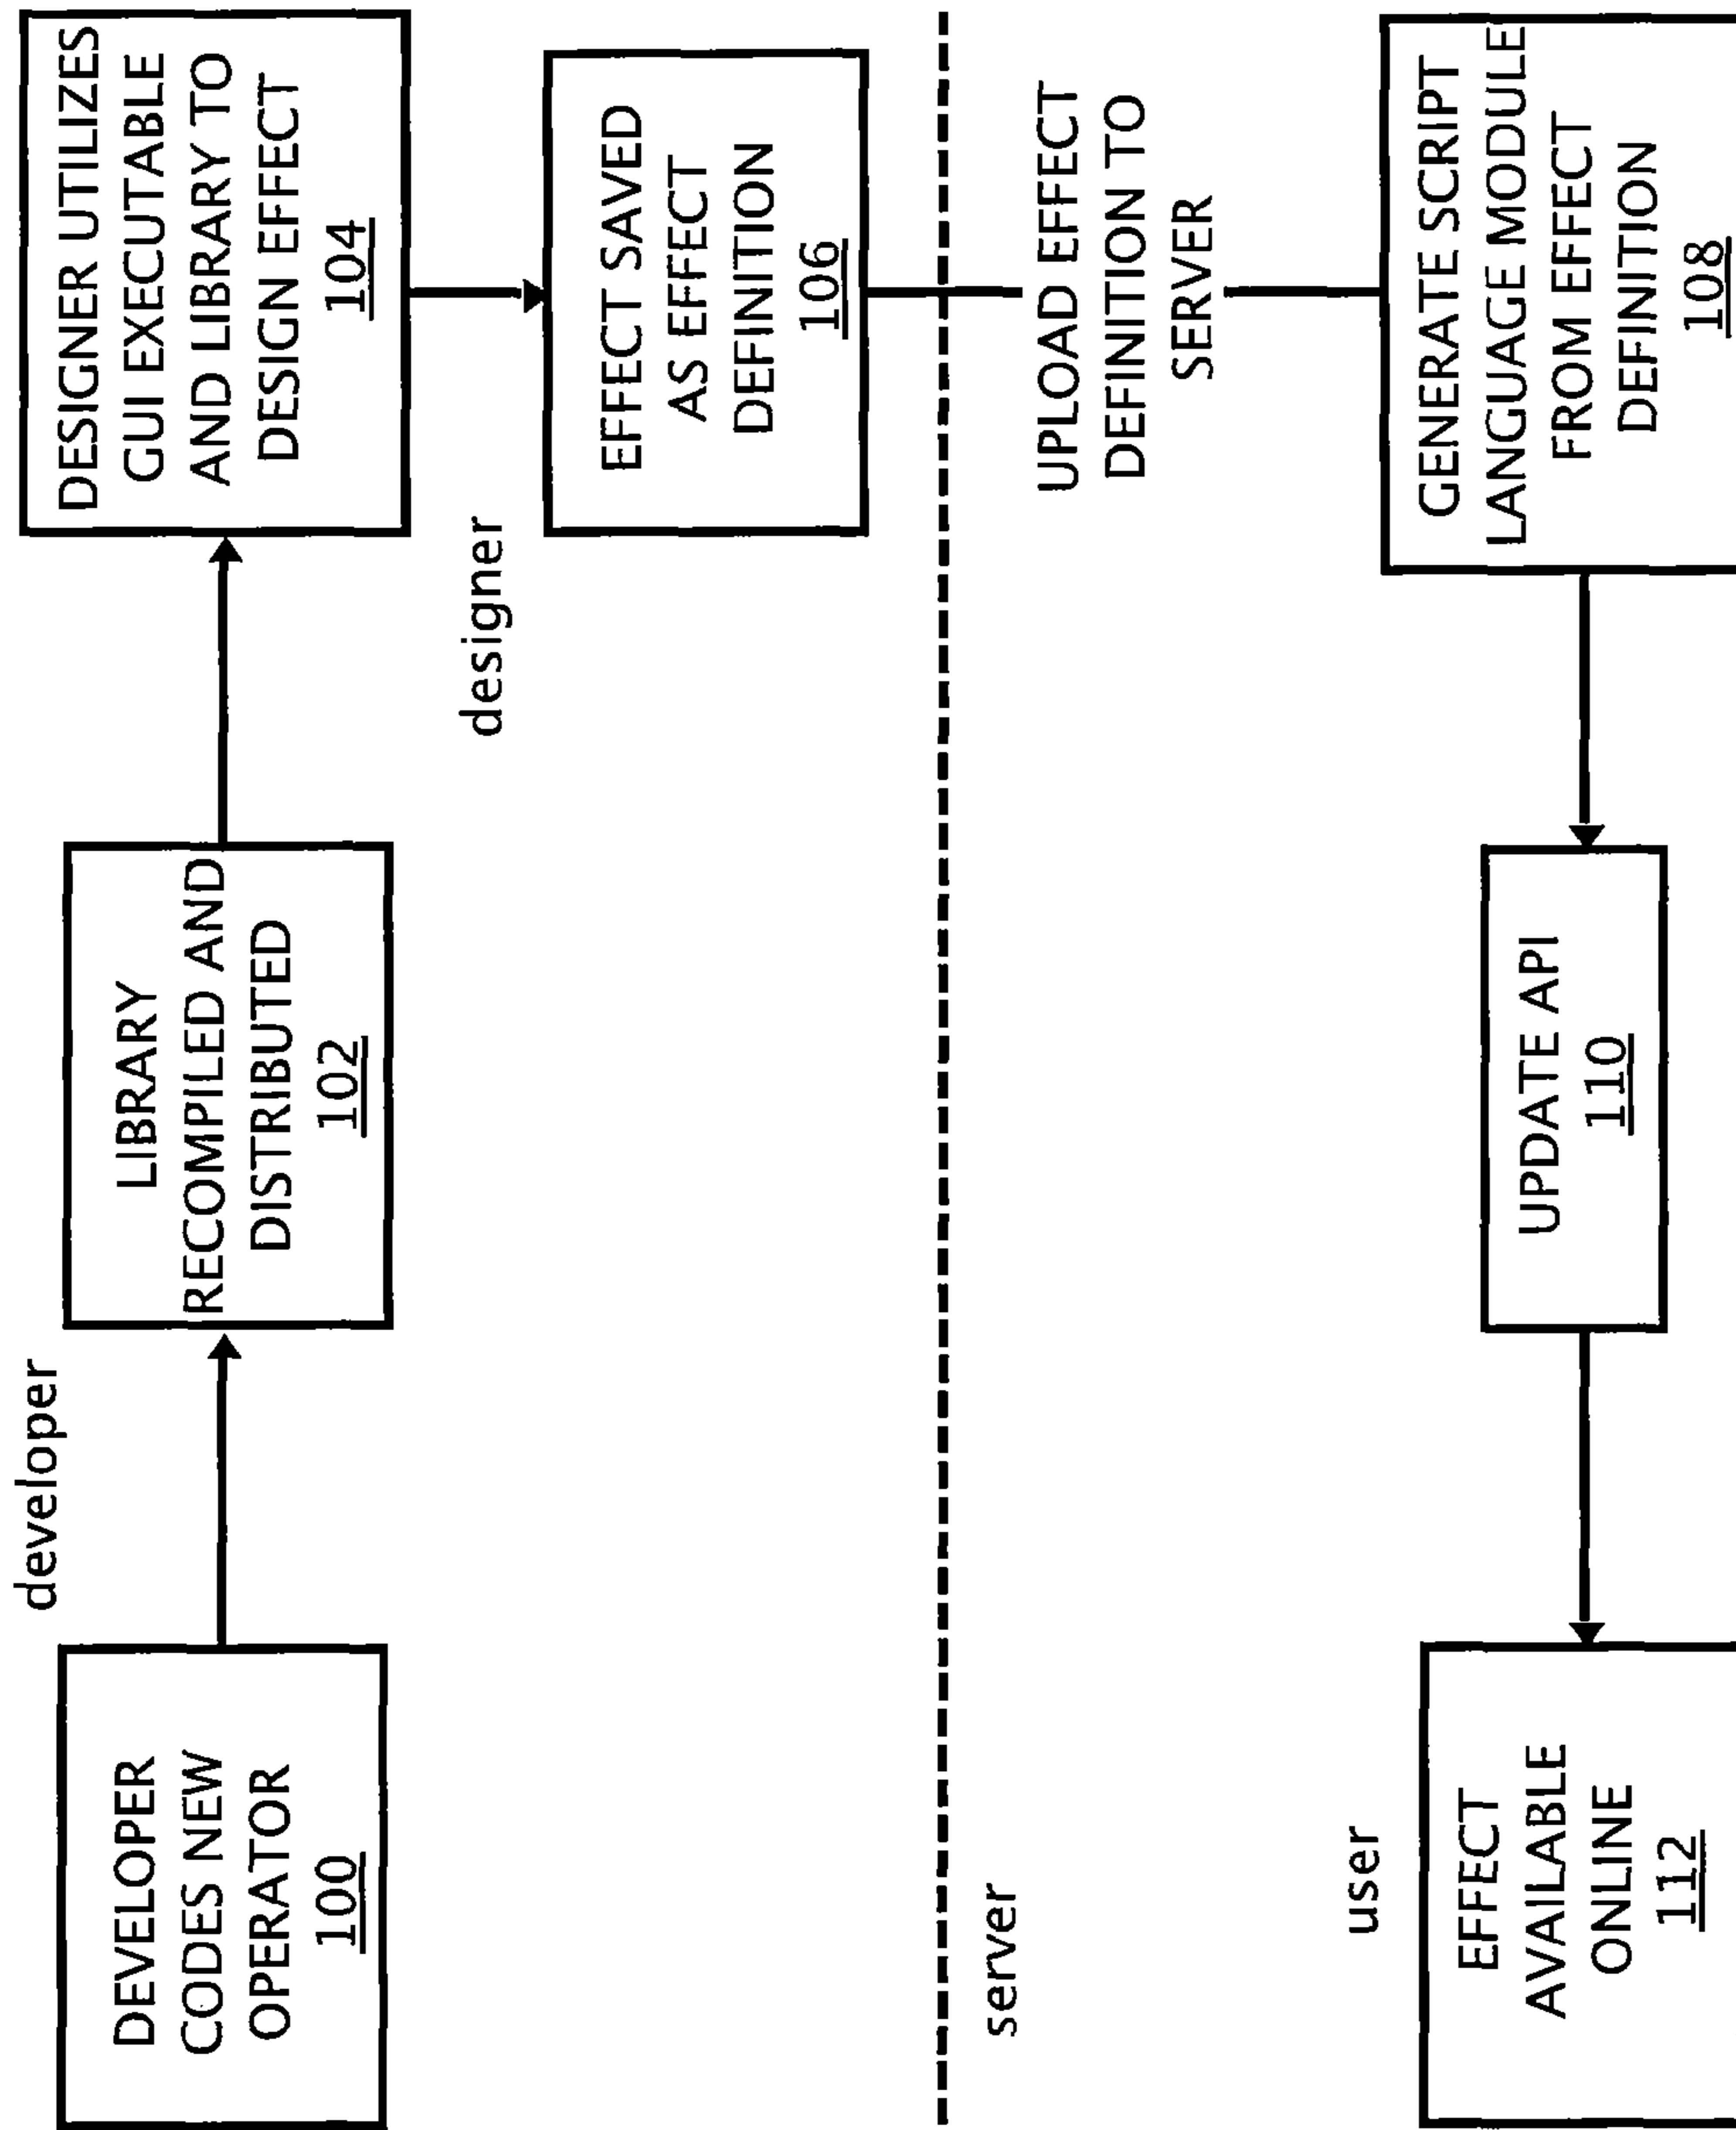 developer
DEVELOPER
CODES NEW
OPERATOR
100
LIBRARY
RECOMPILED AND
DISTRIBUTED
102
DESIGNER UTILIZES
GUI EXECUTABLE
AND LIBRARY TO
DESIGN EFFECT
104
designer
EFFECT SAVED
AS EFFECT
DEFINITION
106
server
UPLOAD EFFECT
DEFINITION TO
SERVER
GENERATE SCRIPT
LANGUAGE MODULE
FROM EFFECT
DEFINITION
108
UPDATE API
110
user
EFFECT
AVAILABLE
ONLINE
112